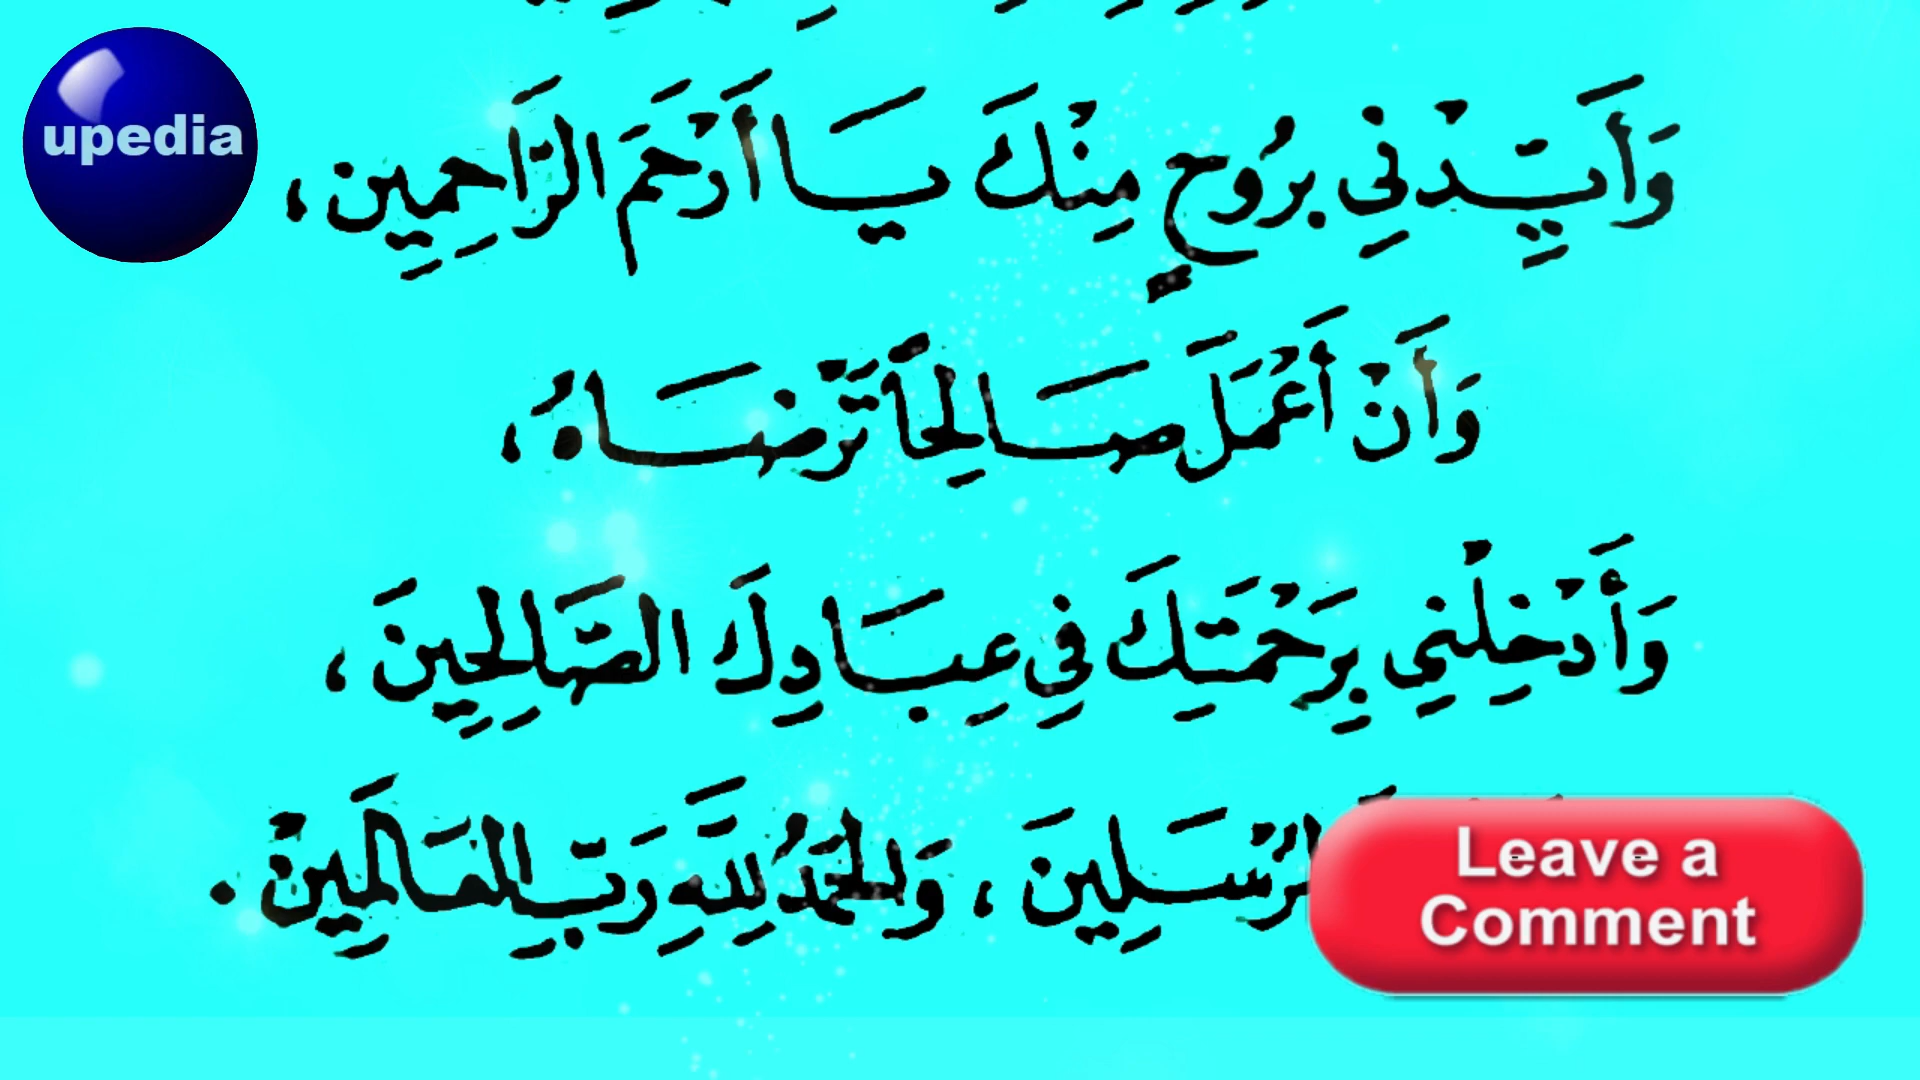 upedia
وَأَيِّدْنِي بِرُوحٍ مِنْكَ يَا أَرْحَمَ الرَّاحِمِين ،
وَأَنْ أَعْمَلَ صَالِحًا تَرْضَاهُ ،
وَأَدْخِلْنِي بِرَحْمَتِكَ فِي عِبَادِكَ الصَّالِحِينَ ،
الْمُرْسَلِينَ ، وَالْحَمْدُ لِلَّهِ رَبِّ الْعَالَمِينْ .
Leave a
Comment